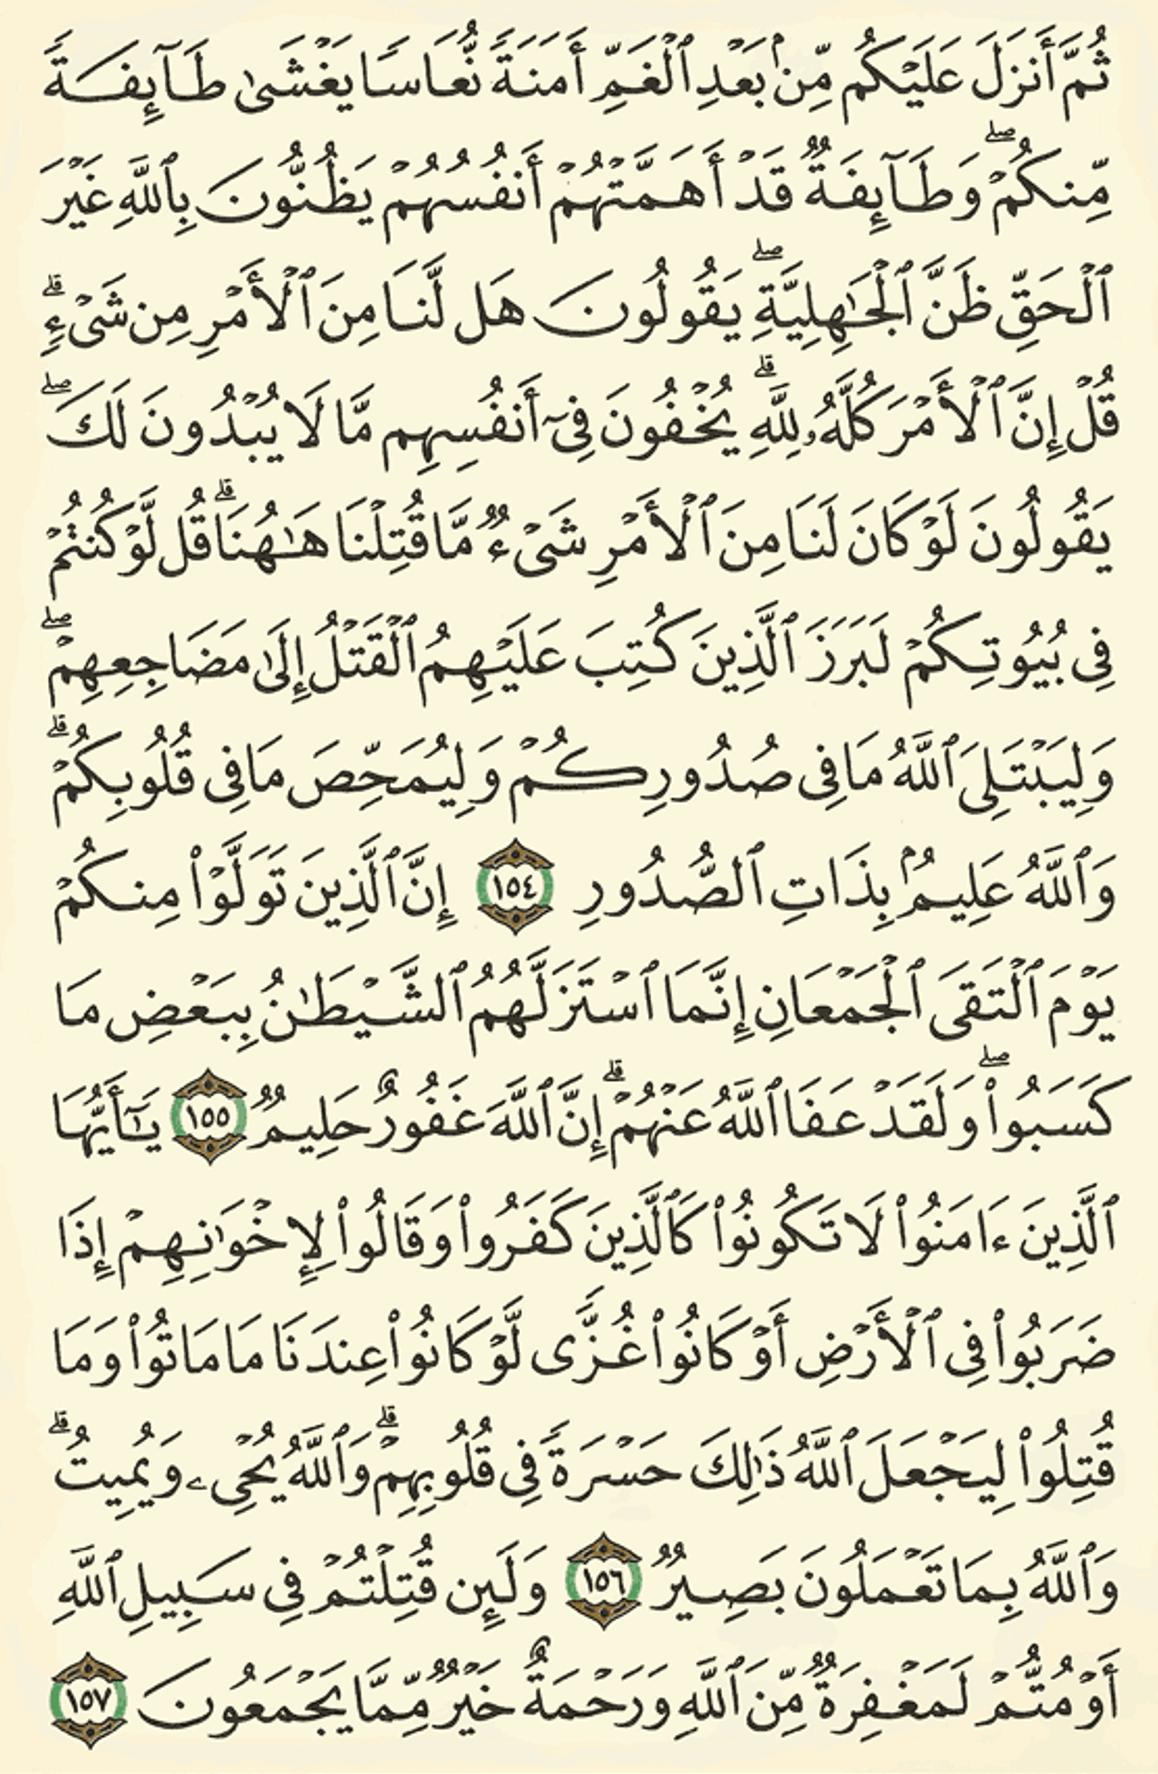 ثُمَّ أَنزَلَ عَلَيْكُم مِّنۢ بَعْدِ ٱلْغَمِّ أَمَنَةً نُّعَاسًا يَغْشَىٰ طَآئِفَةً
مِّنكُمْ ۖ وَطَآئِفَةٌ قَدْ أَهَمَّتْهُمْ أَنفُسُهُمْ يَظُنُّونَ بِٱللَّهِ غَيْرَ
ٱلْحَقِّ ظَنَّ ٱلْجَـٰهِلِيَّةِ ۖ يَقُولُونَ هَل لَّنَا مِنَ ٱلْأَمْرِ مِن شَىْءٍ ۗ
قُلْ إِنَّ ٱلْأَمْرَ كُلَّهُۥ لِلَّهِ ۗ يُخْفُونَ فِىٓ أَنفُسِهِم مَّا لَا يُبْدُونَ لَكَ ۖ
يَقُولُونَ لَوْ كَانَ لَنَا مِنَ ٱلْأَمْرِ شَىْءٌ مَّا قُتِلْنَا هَـٰهُنَا ۗ قُل لَّوْ كُنتُمْ
فِى بُيُوتِكُمْ لَبَرَزَ ٱلَّذِينَ كُتِبَ عَلَيْهِمُ ٱلْقَتْلُ إِلَىٰ مَضَاجِعِهِمْ ۖ
وَلِيَبْتَلِىَ ٱللَّهُ مَا فِى صُدُورِكُمْ وَلِيُمَحِّصَ مَا فِى قُلُوبِكُمْ ۗ
وَٱللَّهُ عَلِيمٌۢ بِذَاتِ ٱلصُّدُورِ ١٥٤ إِنَّ ٱلَّذِينَ تَوَلَّوْا۟ مِنكُمْ
يَوْمَ ٱلْتَقَى ٱلْجَمْعَانِ إِنَّمَا ٱسْتَزَلَّهُمُ ٱلشَّيْطَـٰنُ بِبَعْضِ مَا
كَسَبُوا۟ ۖ وَلَقَدْ عَفَا ٱللَّهُ عَنْهُمْ ۗ إِنَّ ٱللَّهَ غَفُورٌ حَلِيمٌ ١٥٥ يَـٰٓأَيُّهَا
ٱلَّذِينَ ءَامَنُوا۟ لَا تَكُونُوا۟ كَٱلَّذِينَ كَفَرُوا۟ وَقَالُوا۟ لِإِخْوَٰنِهِمْ إِذَا
ضَرَبُوا۟ فِى ٱلْأَرْضِ أَوْ كَانُوا۟ غُزًّى لَّوْ كَانُوا۟ عِندَنَا مَا مَاتُوا۟ وَمَا
قُتِلُوا۟ لِيَجْعَلَ ٱللَّهُ ذَٰلِكَ حَسْرَةً فِى قُلُوبِهِمْ ۗ وَٱللَّهُ يُحْىِۦ وَيُمِيتُ ۗ
وَٱللَّهُ بِمَا تَعْمَلُونَ بَصِيرٌ ١٥٦ وَلَئِن قُتِلْتُمْ فِى سَبِيلِ ٱللَّهِ
أَوْ مُتُّمْ لَمَغْفِرَةٌ مِّنَ ٱللَّهِ وَرَحْمَةٌ خَيْرٌ مِّمَّا يَجْمَعُونَ ١٥٧